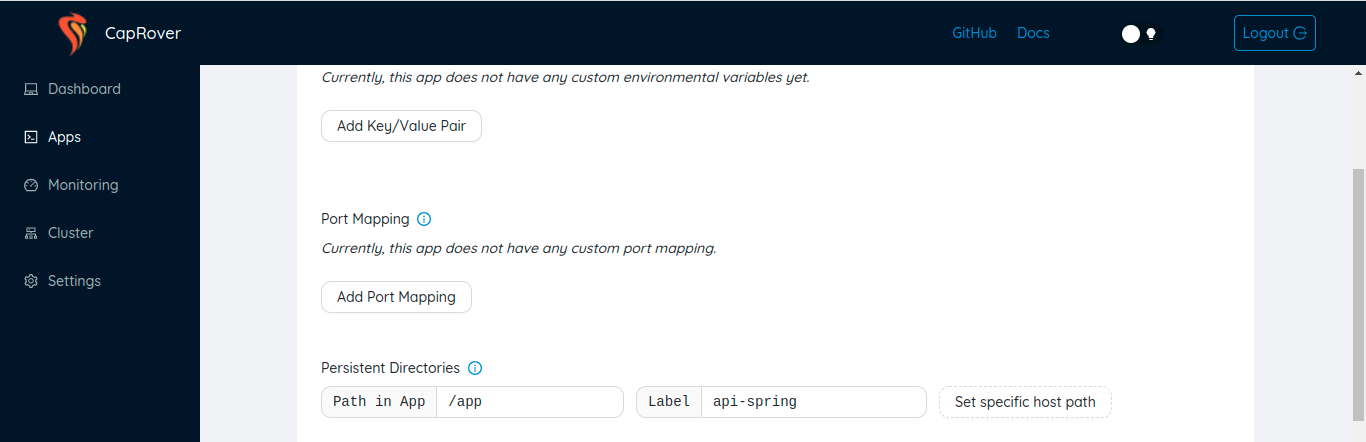 CapRover
GitHub Docs
Logout
Dashboard
Apps
Monitoring
Cluster
Settings
Currently, this app does not have any custom environmental variables yet.
Add Key/Value Pair
Port Mapping
Currently, this app does not have any custom port mapping.
Add Port Mapping
Persistent Directories
Path in App /app Label api-spring Set specific host path